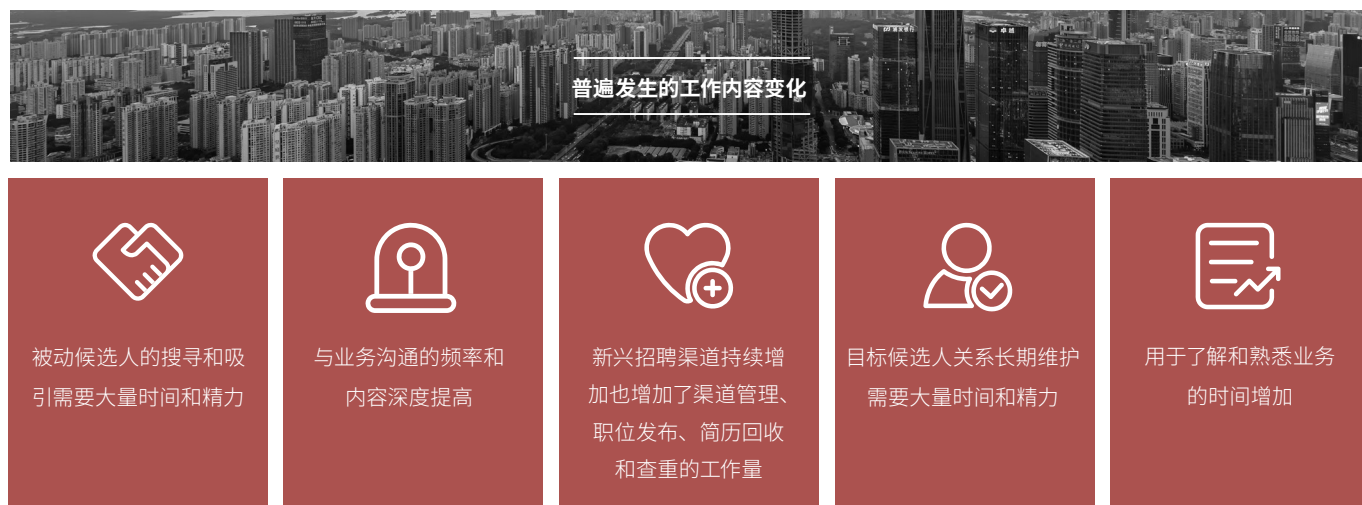 普遍发生的工作内容变化
被动候选人的搜寻和吸
引需要大量时间和精力
与业务沟通的频率和
内容深度提高
新兴招聘渠道持续增
加也增加了渠道管理、
职位发布、简历回收
和查重的工作量
目标候选人关系长期维护
需要大量时间和精力
用于了解和熟悉业务
的时间增加